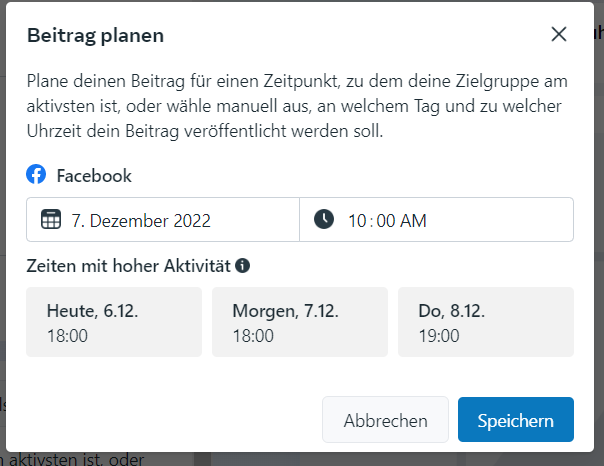 Beitrag planen
Plane deinen Beitrag für einen Zeitpunkt, zu dem deine Zielgruppe am
aktivsten ist, oder wähle manuell aus, an welchem Tag und zu welcher
Uhrzeit dein Beitrag veröffentlicht werden soll.
Facebook
7. Dezember 2022 10:00 AM
Zeiten mit hoher Aktivität
Heute, 6.12. Morgen, 7.12. Do, 8.12.
18:00 18:00 19:00
Abbrechen Speichern
aktivsten ist, oder